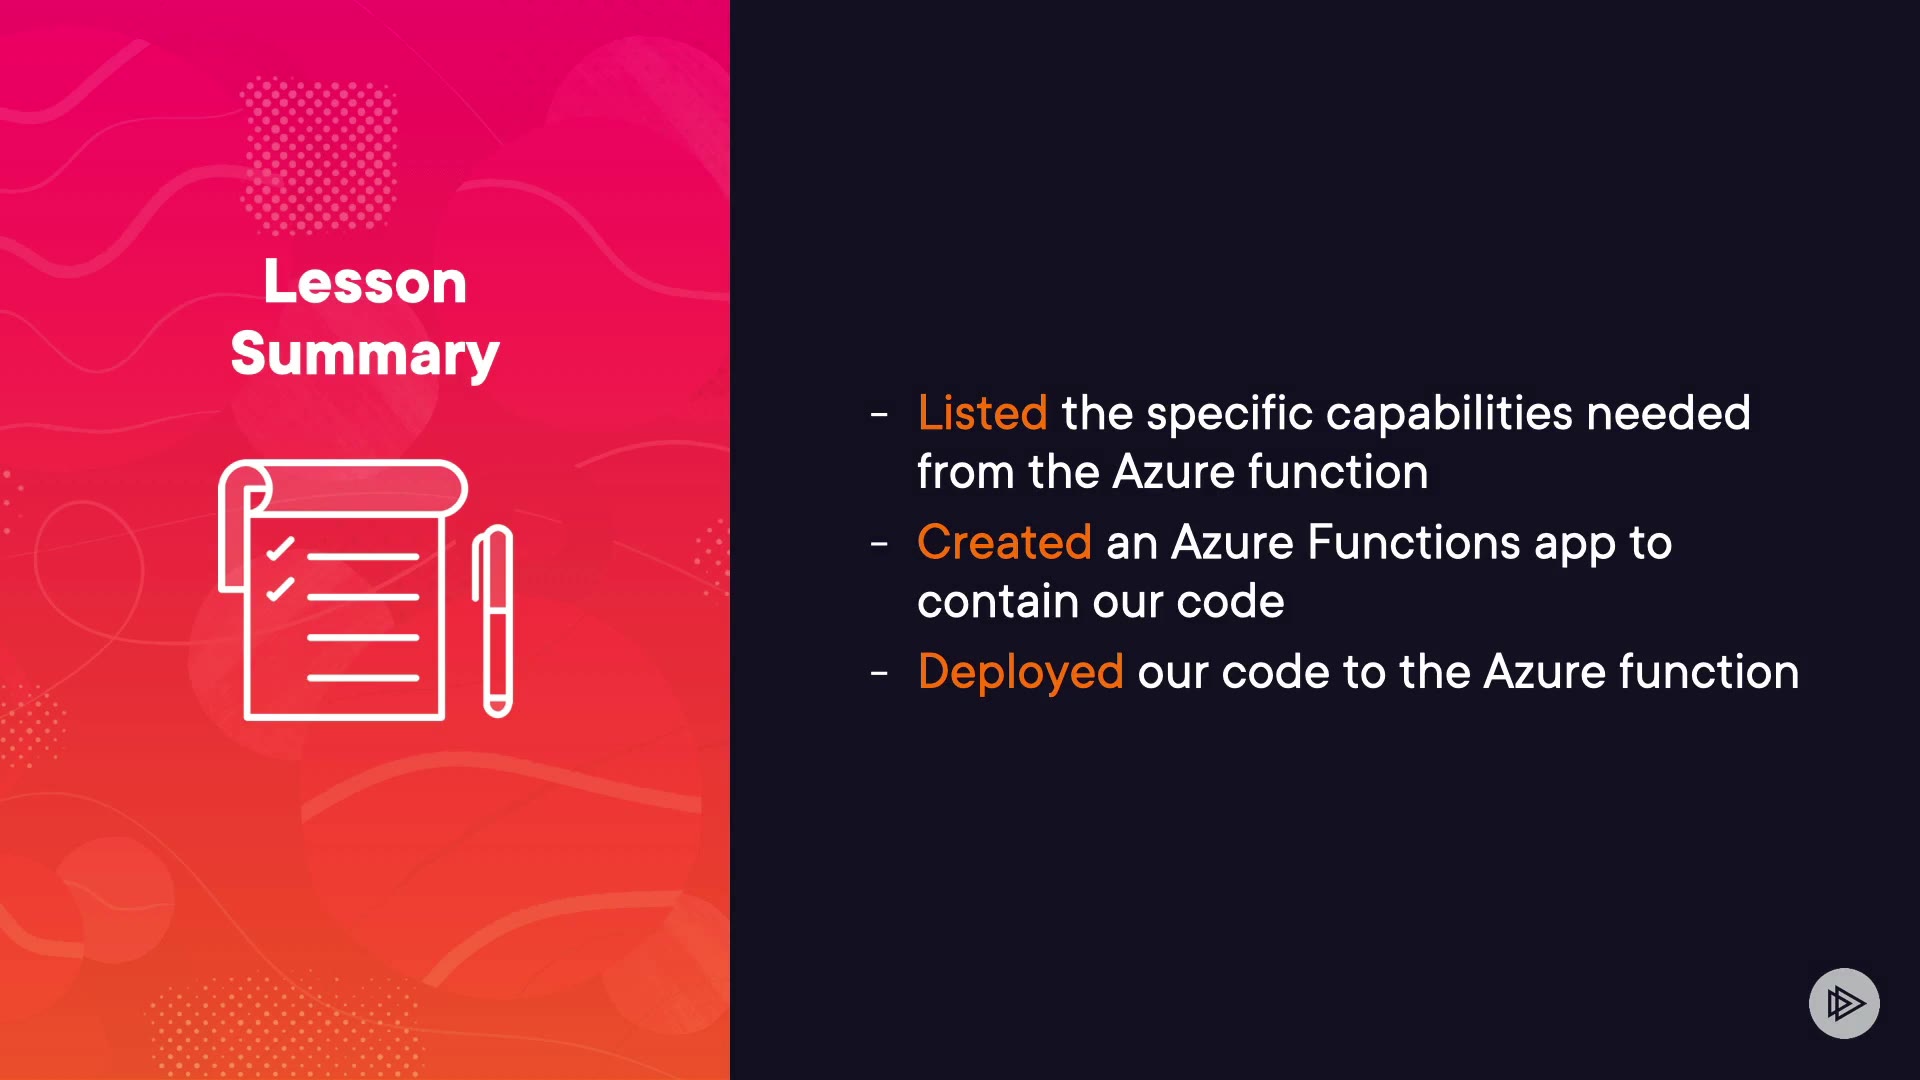 Lesson
Summary
- Listed the specific capabilities needed
from the Azure function
- Created an Azure Functions app to
contain our code
- Deployed our code to the Azure function